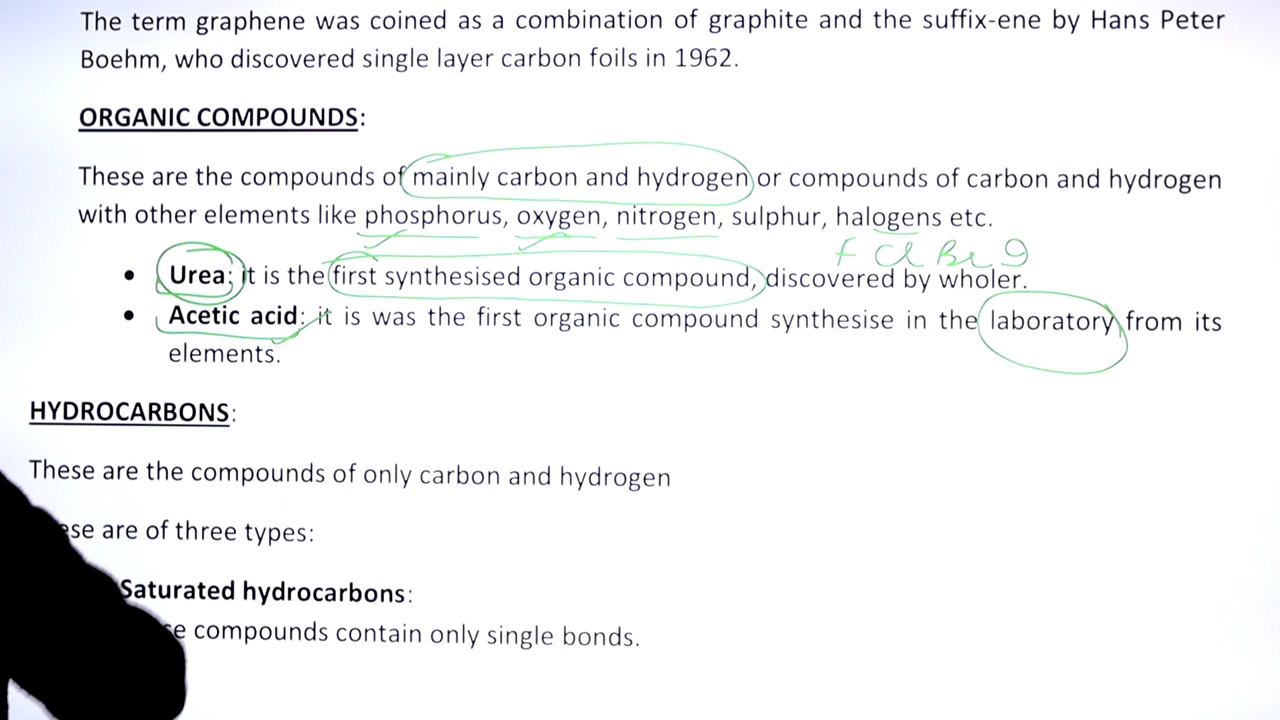 The term graphene was coined as a combination of graphite and the suffix-ene by Hans Peter
Boehm, who discovered single layer carbon foils in 1962.
ORGANIC COMPOUNDS:
These are the compounds of mainly carbon and hydrogen or compounds of carbon and hydrogen
with other elements like phosphorus, oxygen, nitrogen, sulphur, halogens etc.
F Cl Br I
• Urea: it is the first synthesised organic compound, discovered by wholer.
• Acetic acid: it is was the first organic compound synthesise in the laboratory from its
elements.
HYDROCARBONS:
These are the compounds of only carbon and hydrogen
ese are of three types:
Saturated hydrocarbons:
se compounds contain only single bonds.